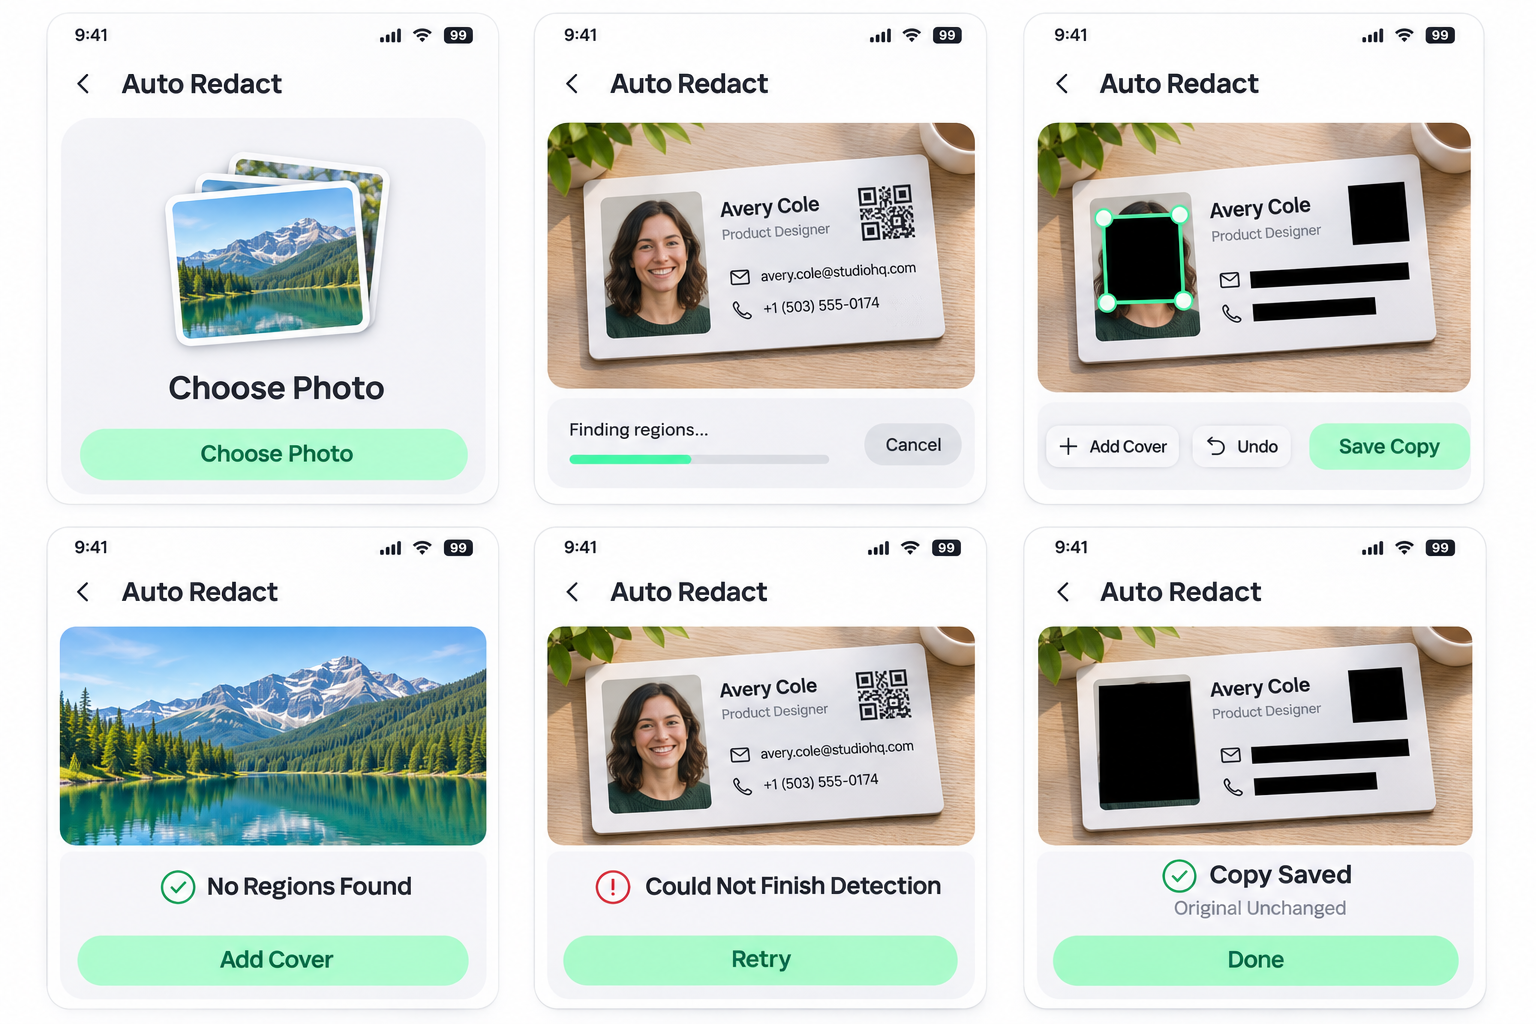 9:41
99
Auto Redact
Choose Photo
Choose Photo
9:41
99
Auto Redact
Avery Cole
Product Designer
avery.cole@studiohq.com
+1 (503) 555-0174
Finding regions...
Cancel
9:41
99
Auto Redact
Avery Cole
Product Designer
Add Cover
Undo
Save Copy
9:41
99
Auto Redact
No Regions Found
Add Cover
9:41
99
Auto Redact
Avery Cole
Product Designer
avery.cole@studiohq.com
+1 (503) 555-0174
Could Not Finish Detection
Retry
9:41
99
Auto Redact
Avery Cole
Product Designer
Copy Saved
Original Unchanged
Done